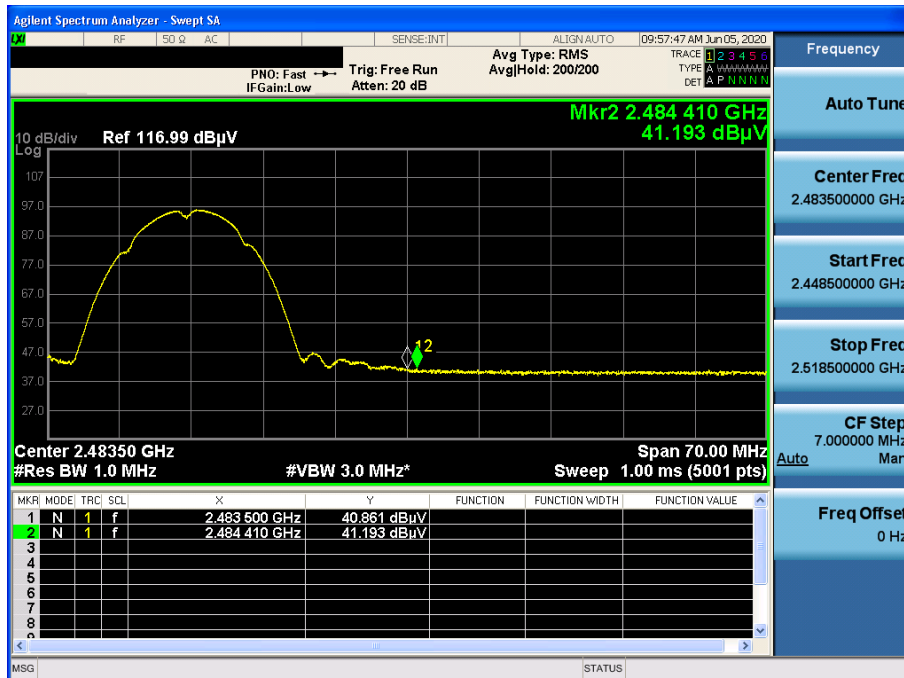 Agilent Spectrum Analyzer - Swept SA
LXI RF 50 Ω AC SENSE:INT ALIGN AUTO 09:57:47 AM Jun 05, 2020
PNO: Fast
IFGain:Low
Trig: Free Run
Atten: 20 dB
Avg Type: RMS
Avg|Hold: 200/200
TRACE 1 2 3 4 5 6
TYPE A WWWWW
DET A P N N N N
Mkr2 2.484 410 GHz
41.193 dBµV
10 dB/div Ref 116.99 dBµV
Log
107
97.0
87.0
77.0
67.0
57.0
47.0
37.0
27.0
1 2
Center 2.48350 GHz Span 70.00 MHz
#Res BW 1.0 MHz #VBW 3.0 MHz* Sweep 1.00 ms (5001 pts)
MKR MODE TRC SCL X Y FUNCTION FUNCTION WIDTH FUNCTION VALUE
1 N 1 f 2.483 500 GHz 40.861 dBµV
2 N 1 f 2.484 410 GHz 41.193 dBµV
3
4
5
6
7
8
MSG STATUS
Frequency
Auto Tune
Center Freq
2.483500000 GHz
Start Freq
2.448500000 GHz
Stop Freq
2.518500000 GHz
CF Step
7.000000 MHz
Auto Man
Freq Offset
0 Hz